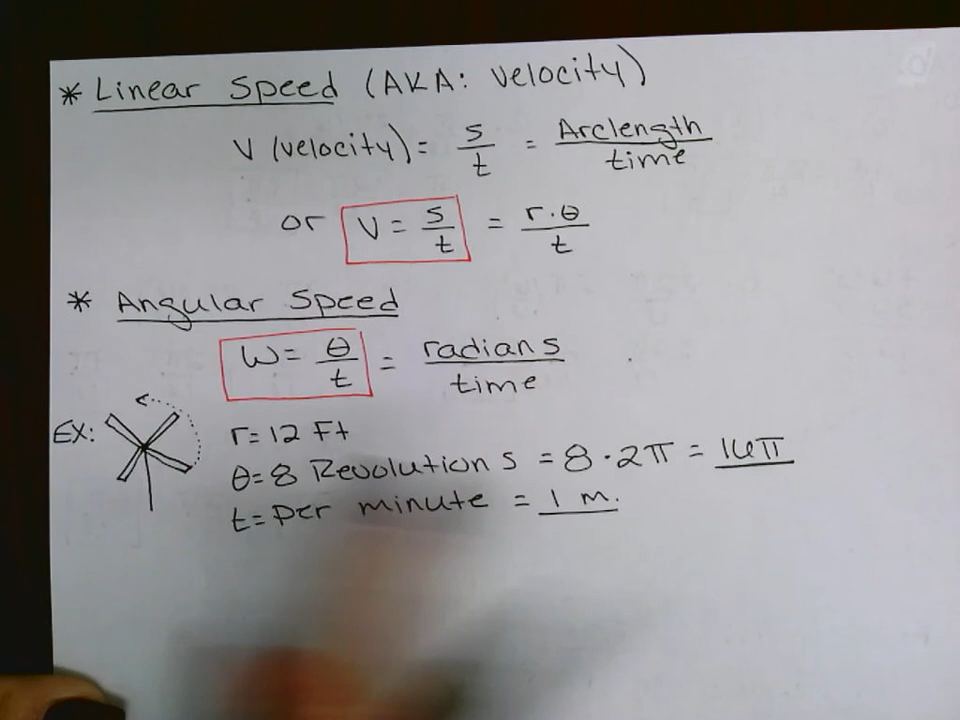 * Linear Speed (AKA: velocity)
V (velocity) = s/t = Arclength/time
or V = s/t = r·θ/t
* Angular Speed
W = θ/t = radians/time
EX:
r = 12 Ft
θ = 8 Revolutions = 8·2π = 16π
t = per minute = 1 m.